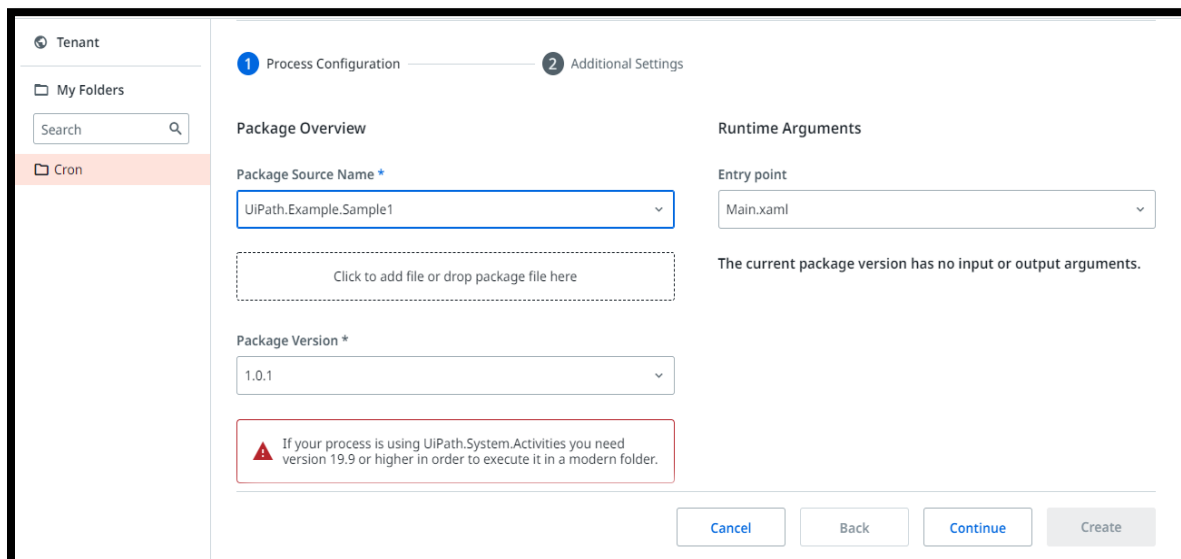 Tenant
My Folders
Search
Cron
1 Process Configuration
2 Additional Settings
Package Overview
Package Source Name *
UiPath.Example.Sample1
Click to add file or drop package file here
Package Version *
1.0.1
If your process is using UiPath.System.Activities you need
version 19.9 or higher in order to execute it in a modern folder.
Runtime Arguments
Entry point
Main.xaml
The current package version has no input or output arguments.
Cancel
Back
Continue
Create